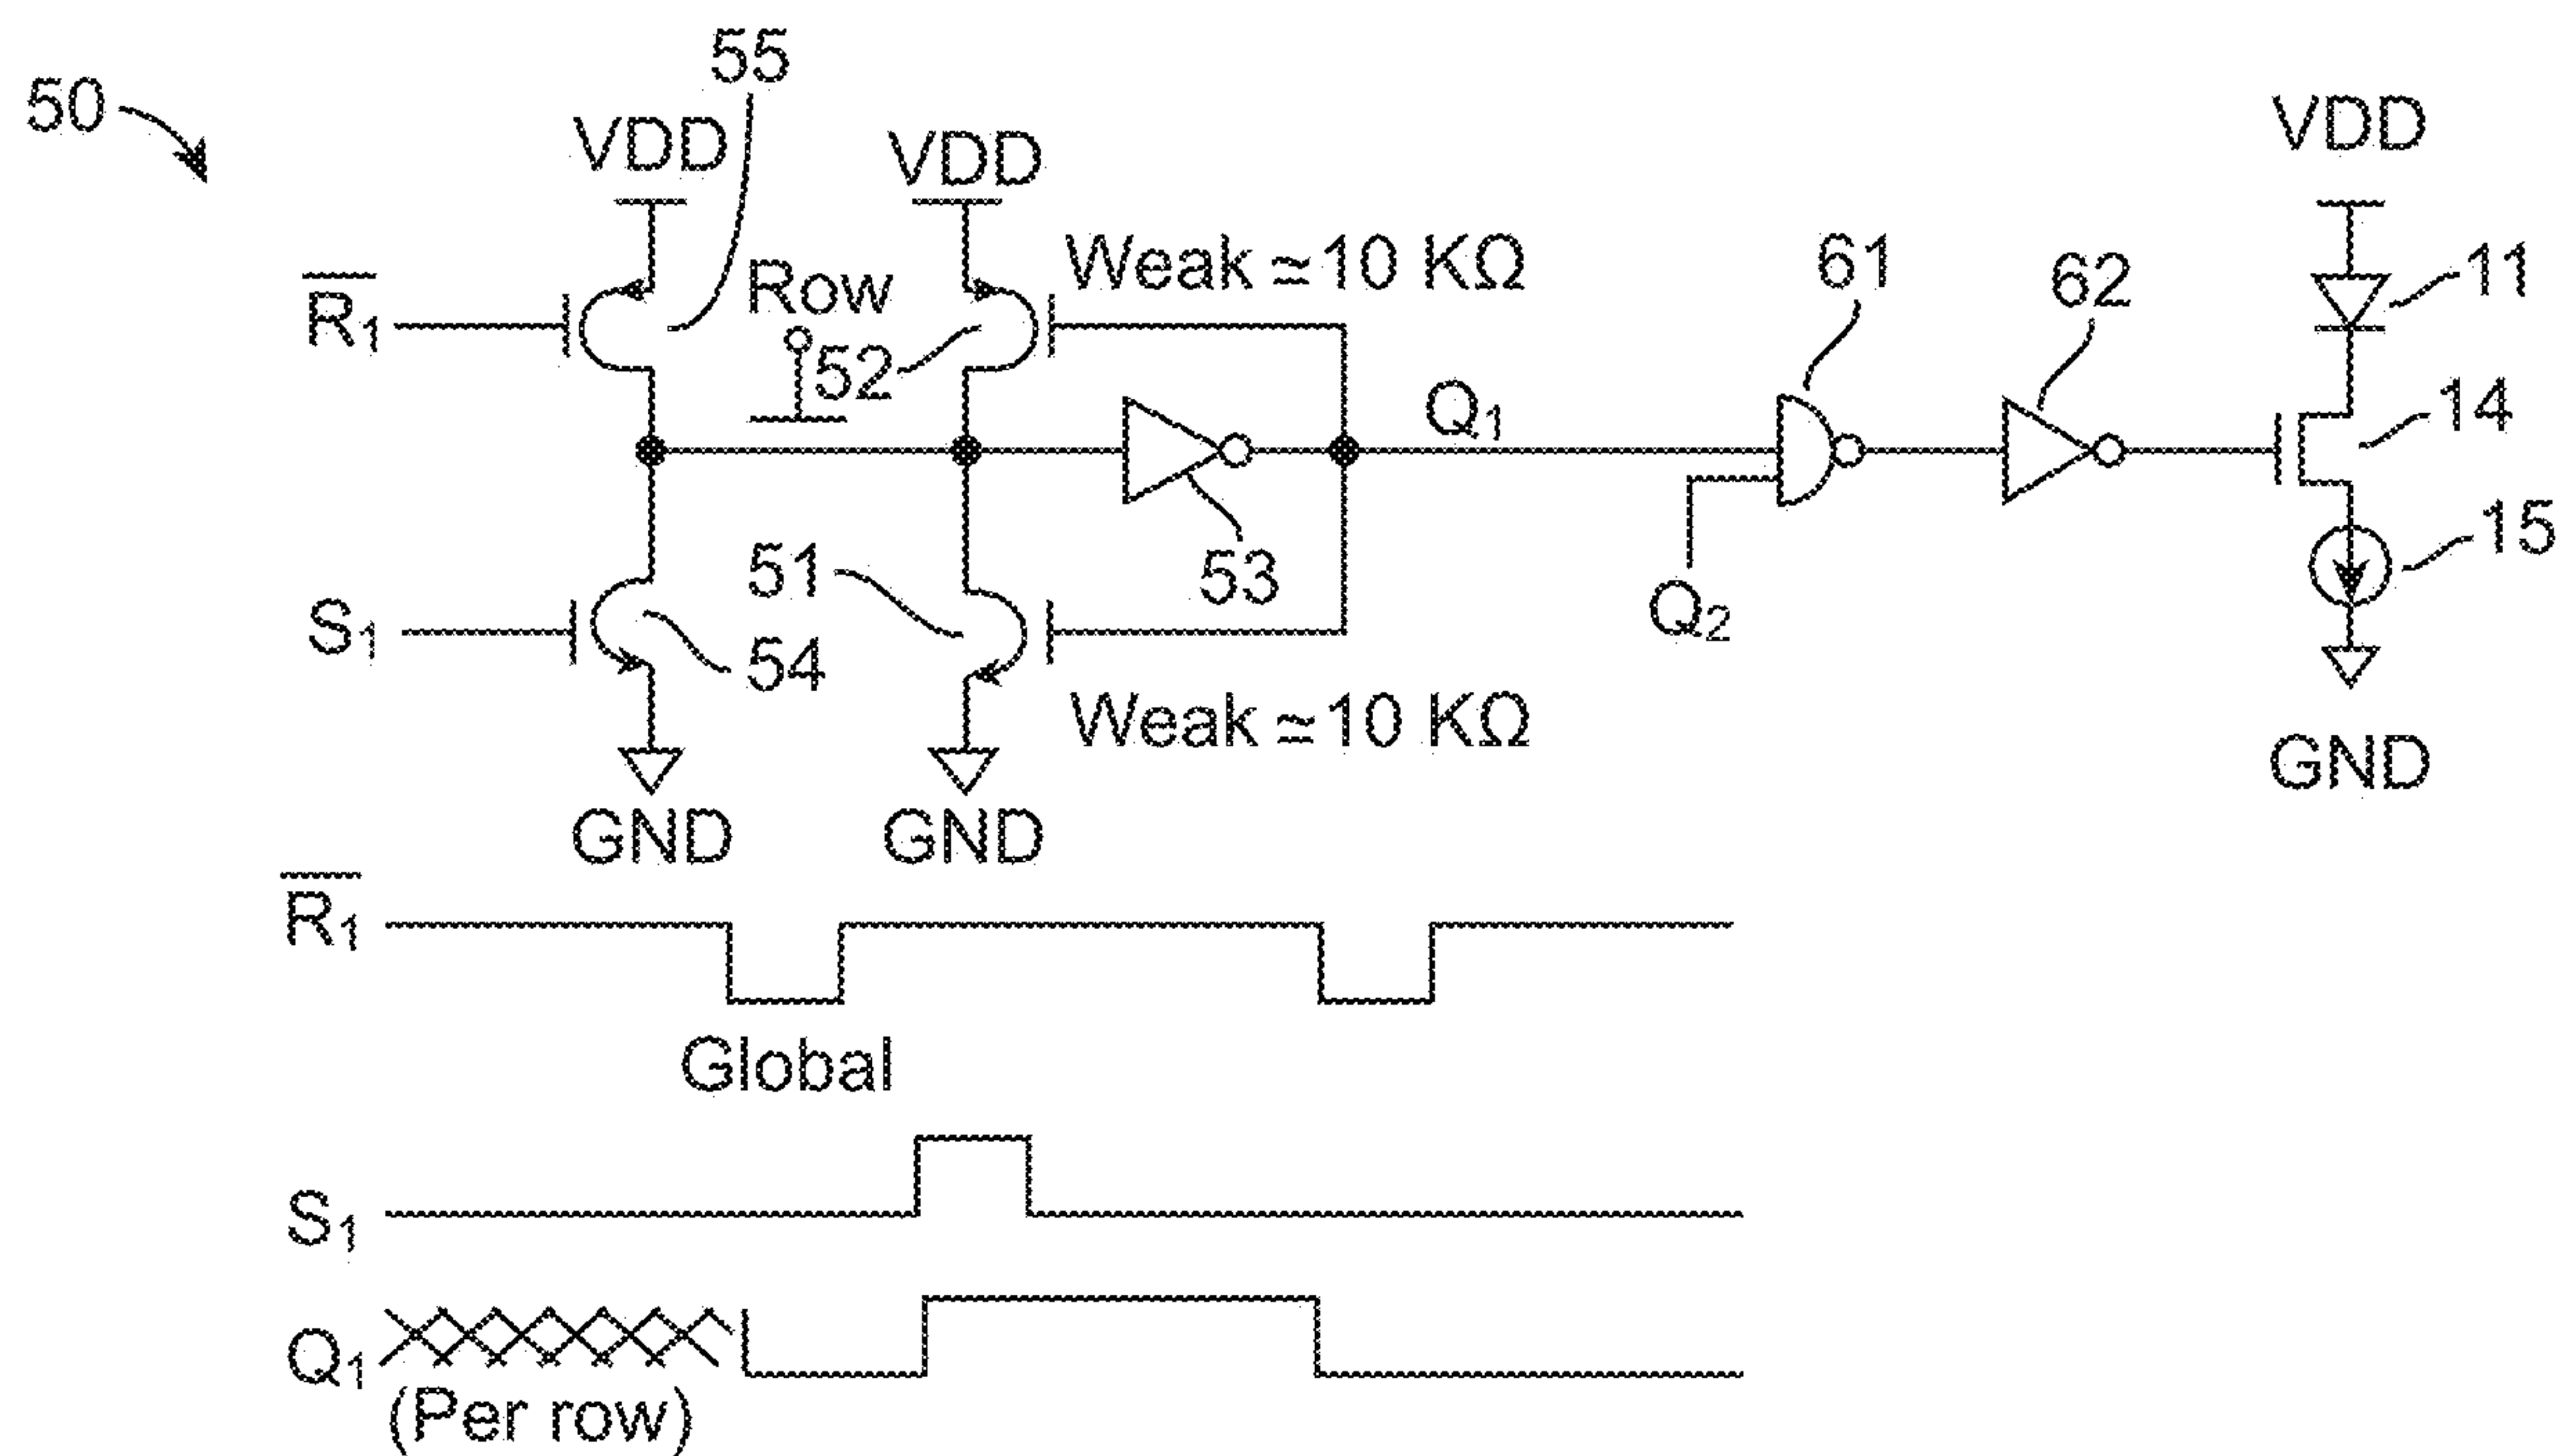 50
55
VDD
VDD
VDD
R̅₁
Row
52
Weak ≃ 10 KΩ
61
62
11
Q₁
14
S₁
54
51
53
Q₂
15
Weak ≃ 10 KΩ
GND
GND
GND
R̅₁
Global
S₁
Q₁
(Per row)